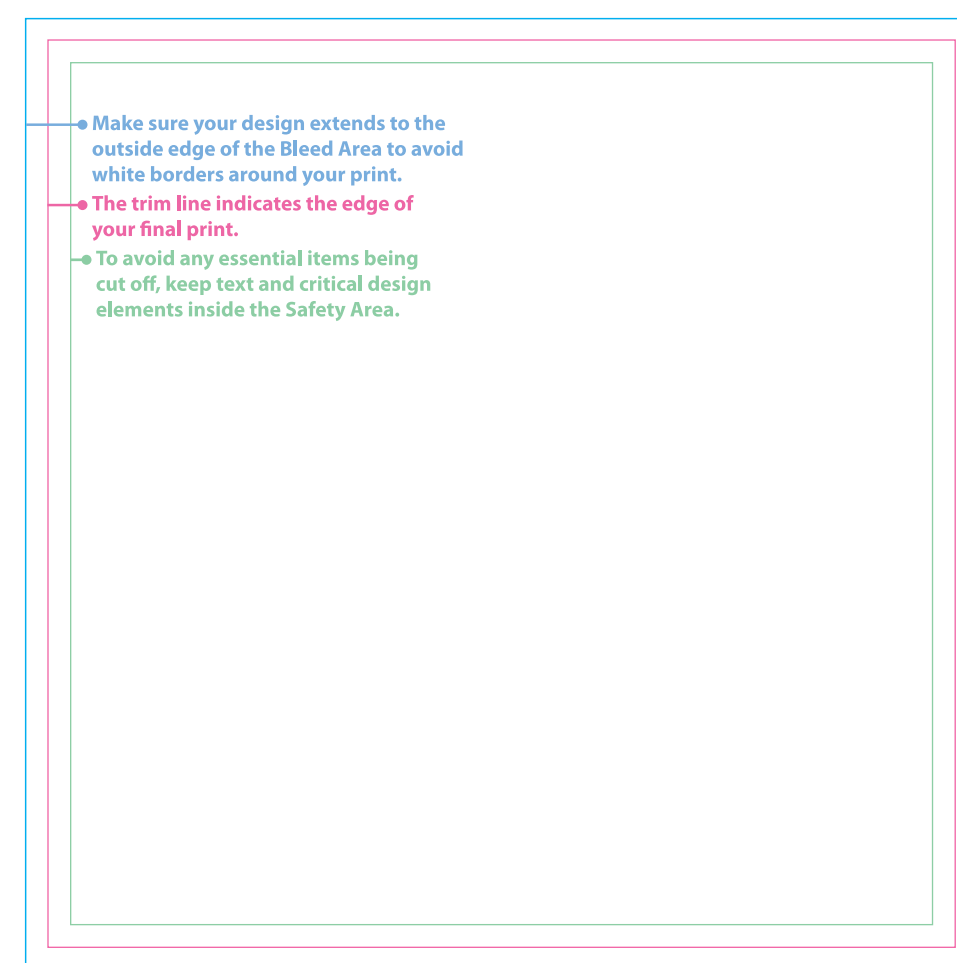 Make sure your design extends to the
outside edge of the Bleed Area to avoid
white borders around your print.
The trim line indicates the edge of
your final print.
To avoid any essential items being
cut off, keep text and critical design
elements inside the Safety Area.